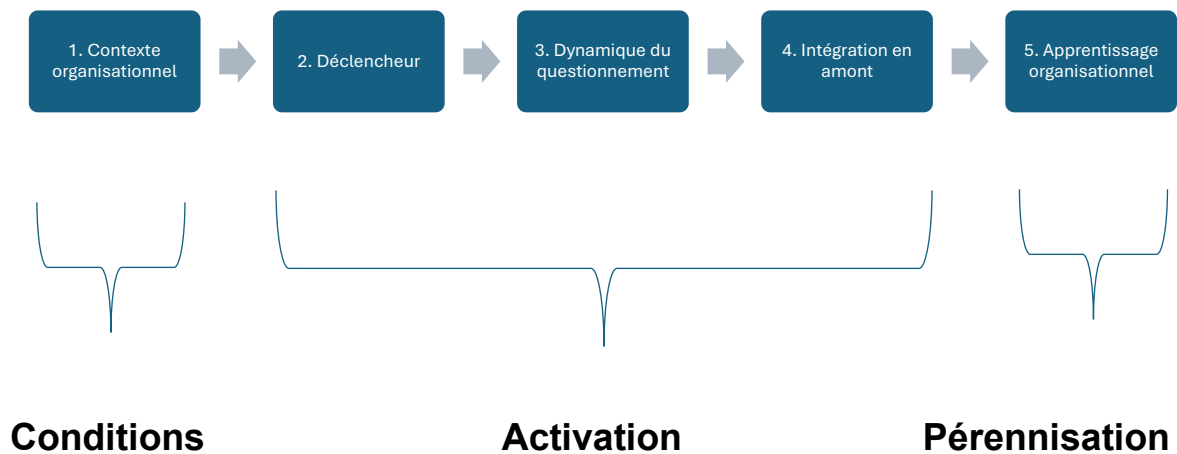 1. Contexte
organisationnel
2. Déclencheur
3. Dynamique du
questionnement
4. Intégration en
amont
5. Apprentissage
organisationnel
Conditions
Activation
Pérennisation